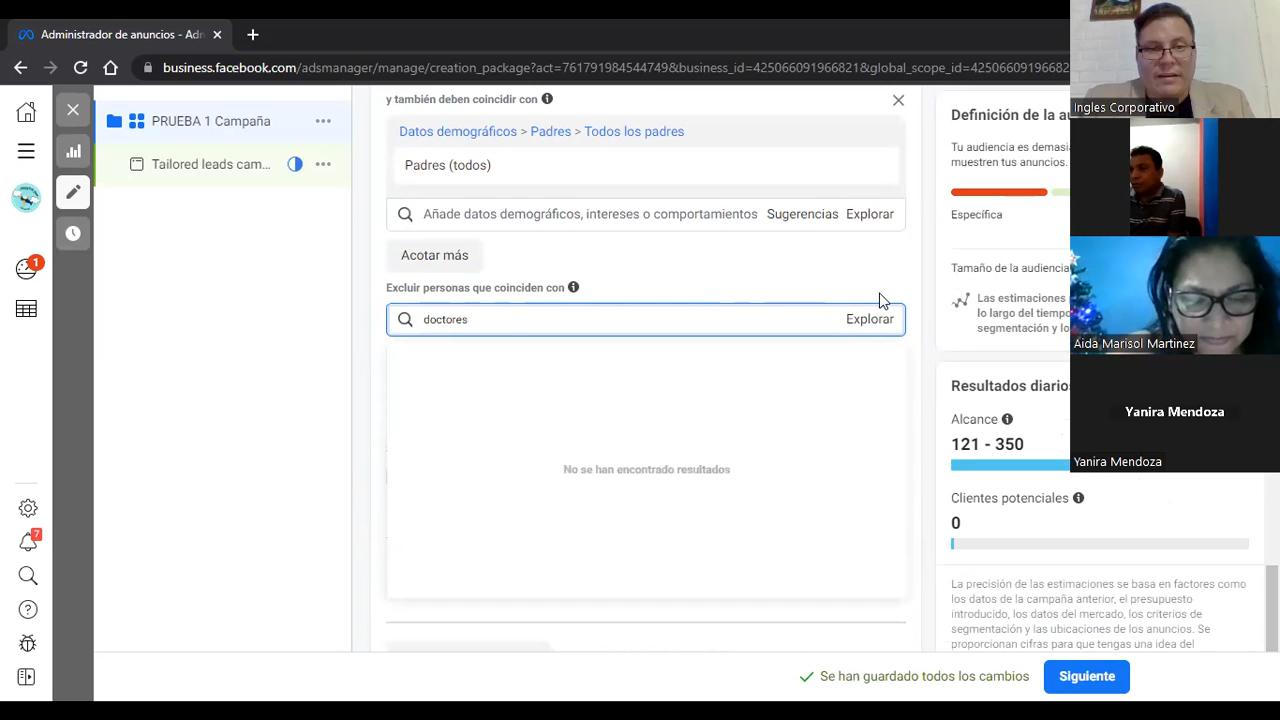 Administrador de anuncios - Adn
business.facebook.com/adsmanager/manage/creation_package?act=761791984544749&business_id=425066091966821&global_scope_id=42506609196682
PRUEBA 1 Campaña
Tailored leads cam...
1
7
y también deben coincidir con
Datos demográficos > Padres > Todos los padres
Padres (todos)
Añade datos demográficos, intereses o comportamientos Sugerencias Explorar
Acotar más
Excluir personas que coinciden con
doctores Explorar
No se han encontrado resultados
Definición de la au
Tu audiencia es demasia
muestren tus anuncios.
Específica
Tamaño de la audiencia
Las estimaciones
lo largo del tiempo
segmentación y lo
Resultados diarios
Alcance
121 - 350
Clientes potenciales
0
La precisión de las estimaciones se basa en factores como
los datos de la campaña anterior, el presupuesto
introducido, los datos del mercado, los criterios de
segmentación y las ubicaciones de los anuncios. Se
proporcionan cifras para que tengas una idea del
Se han guardado todos los cambios
Siguiente
Ingles Corporativo
Aida Marisol Martinez
Yanira Mendoza
Yanira Mendoza